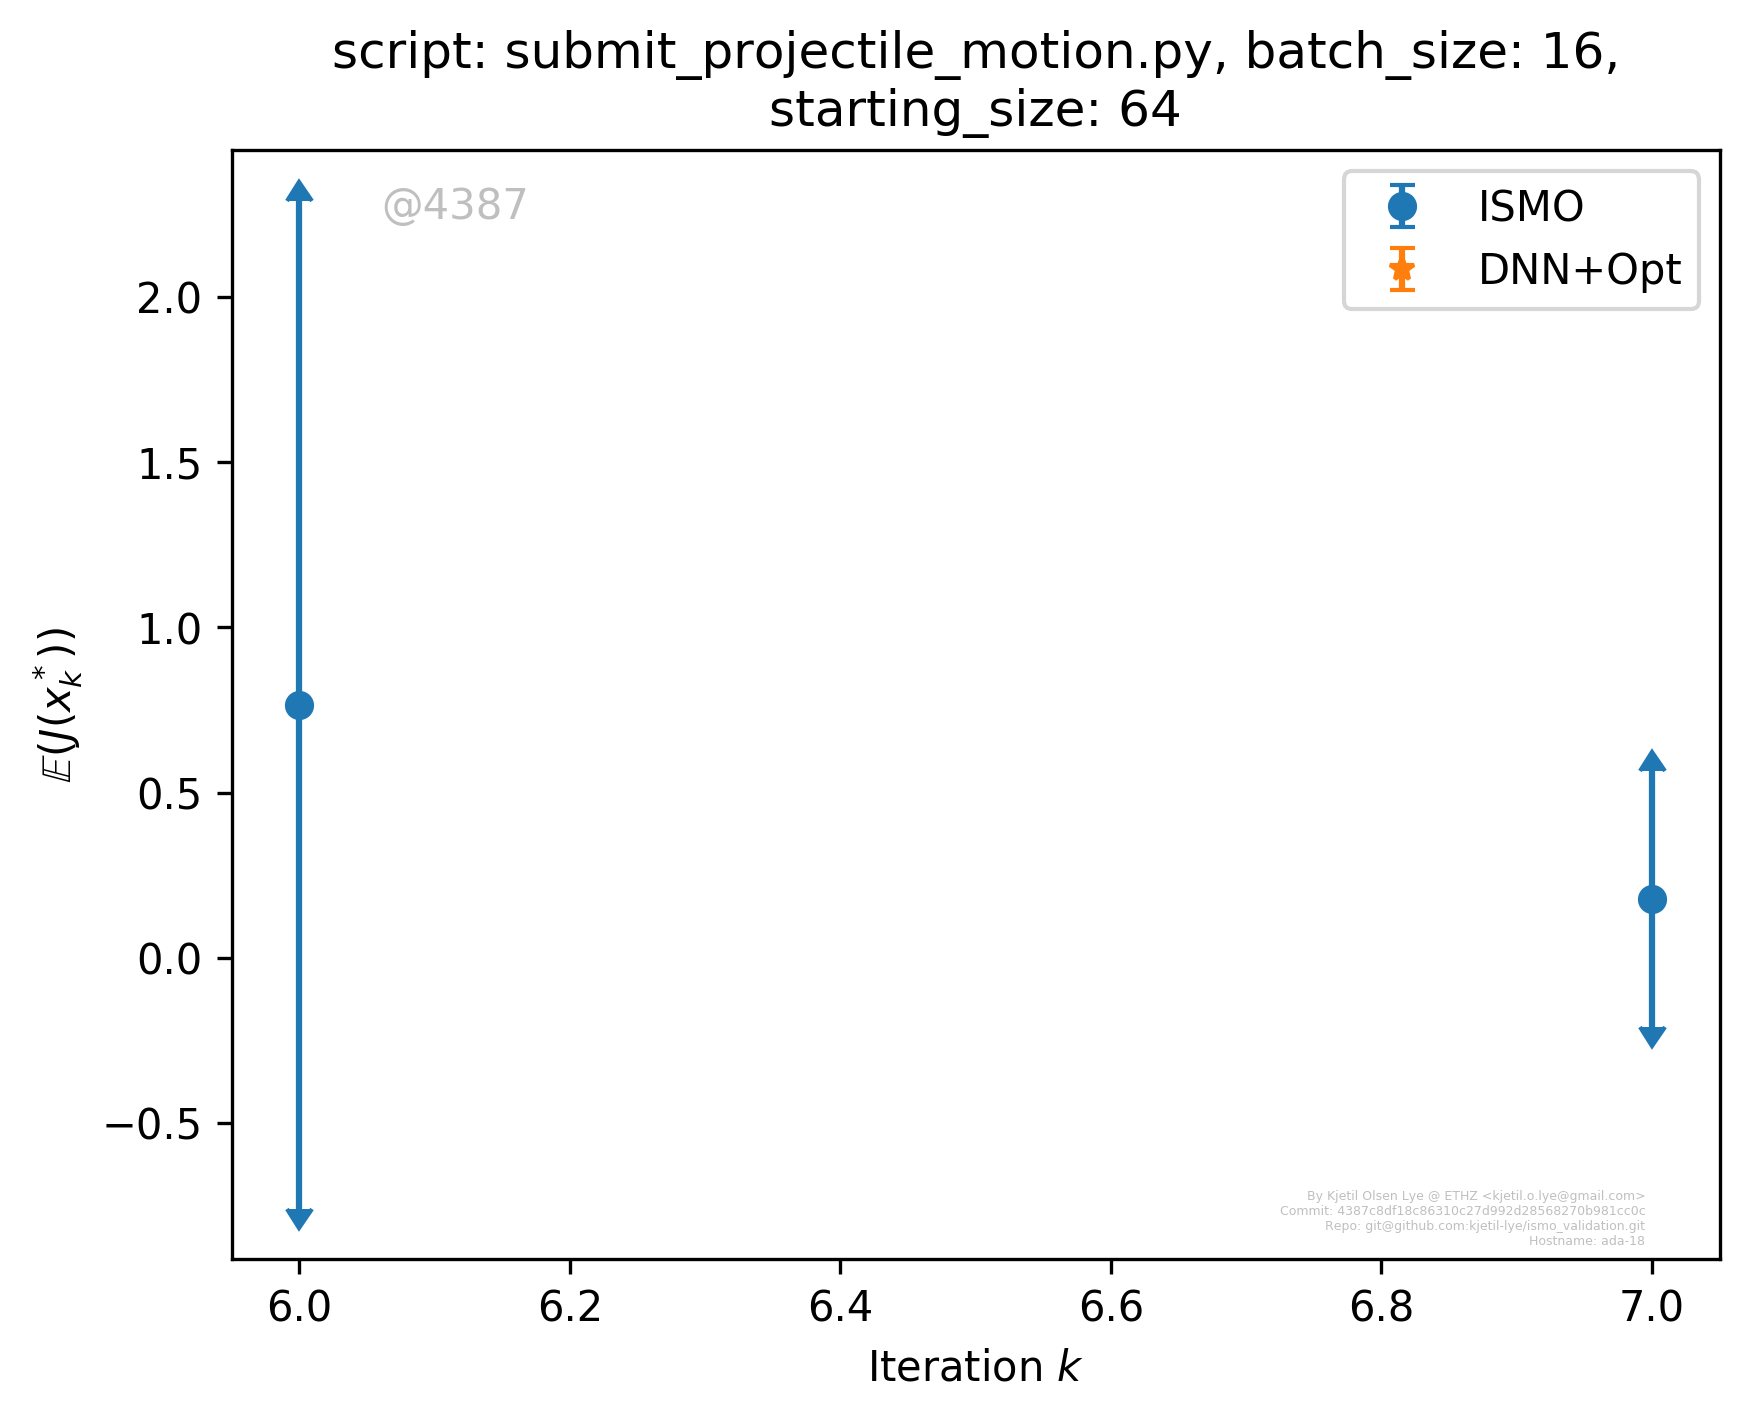 script: submit_projectile_motion.py, batch_size: 16,
starting_size: 64
@4387
ISMO
DNN+Opt
2.0
1.5
1.0
0.5
0.0
−0.5
𝔼(J(x_k^*))
By Kjetil Olsen Lye @ ETHZ <kjetil.o.lye@gmail.com>
Commit: 4387c8df18c86310c27d992d28568270b981cc0c
Repo: git@github.com:kjetil-lye/ismo_validation.git
Hostname: ada-18
6.0 6.2 6.4 6.6 6.8 7.0
Iteration k